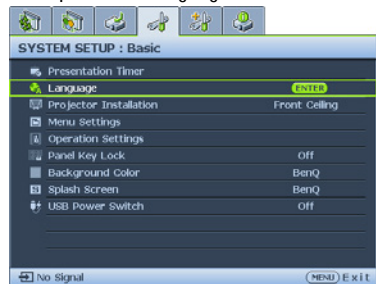 SYSTEM SETUP : Basic
Presentation Timer
Language ENTER
Projector Installation Front Ceiling
Menu Settings
Operation Settings
Panel Key Lock Off
Background Color BenQ
Splash Screen BenQ
USB Power Switch Off
No Signal MENU Exit